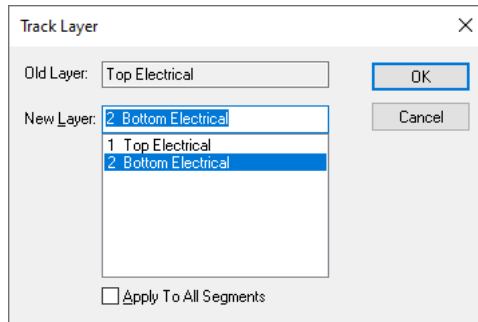 Track Layer
Old Layer: Top Electrical
OK
New Layer: 2 Bottom Electrical
Cancel
1 Top Electrical
2 Bottom Electrical
Apply To All Segments